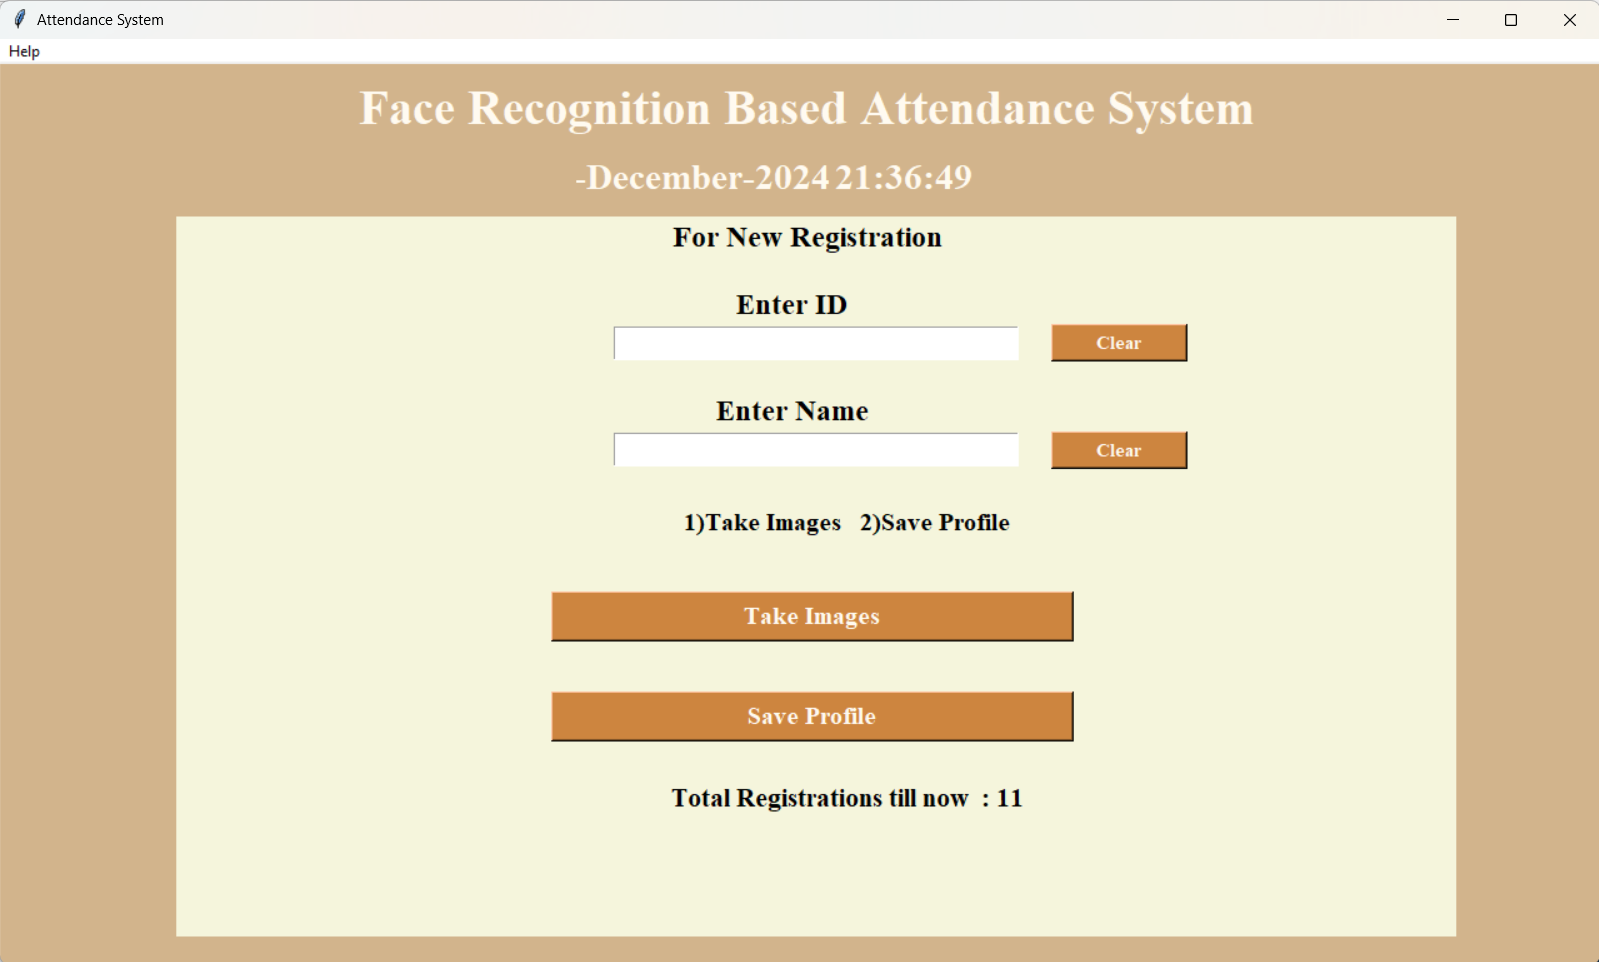 Attendance System
Help
Face Recognition Based Attendance System
-December-2024 21:36:49
For New Registration
Enter ID
Clear
Enter Name
Clear
1)Take Images 2)Save Profile
Take Images
Save Profile
Total Registrations till now : 11